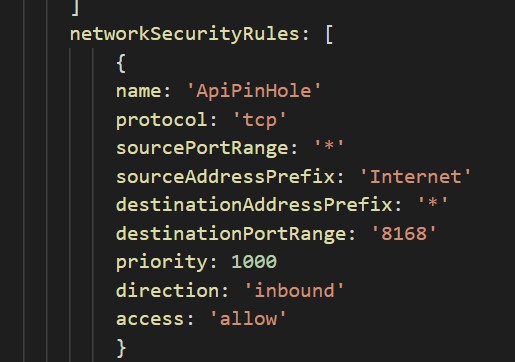 ]
networkSecurityRules: [
{
name: 'ApiPinHole'
protocol: 'tcp'
sourcePortRange: '*'
sourceAddressPrefix: 'Internet'
destinationAddressPrefix: '*'
destinationPortRange: '8168'
priority: 1000
direction: 'inbound'
access: 'allow'
}